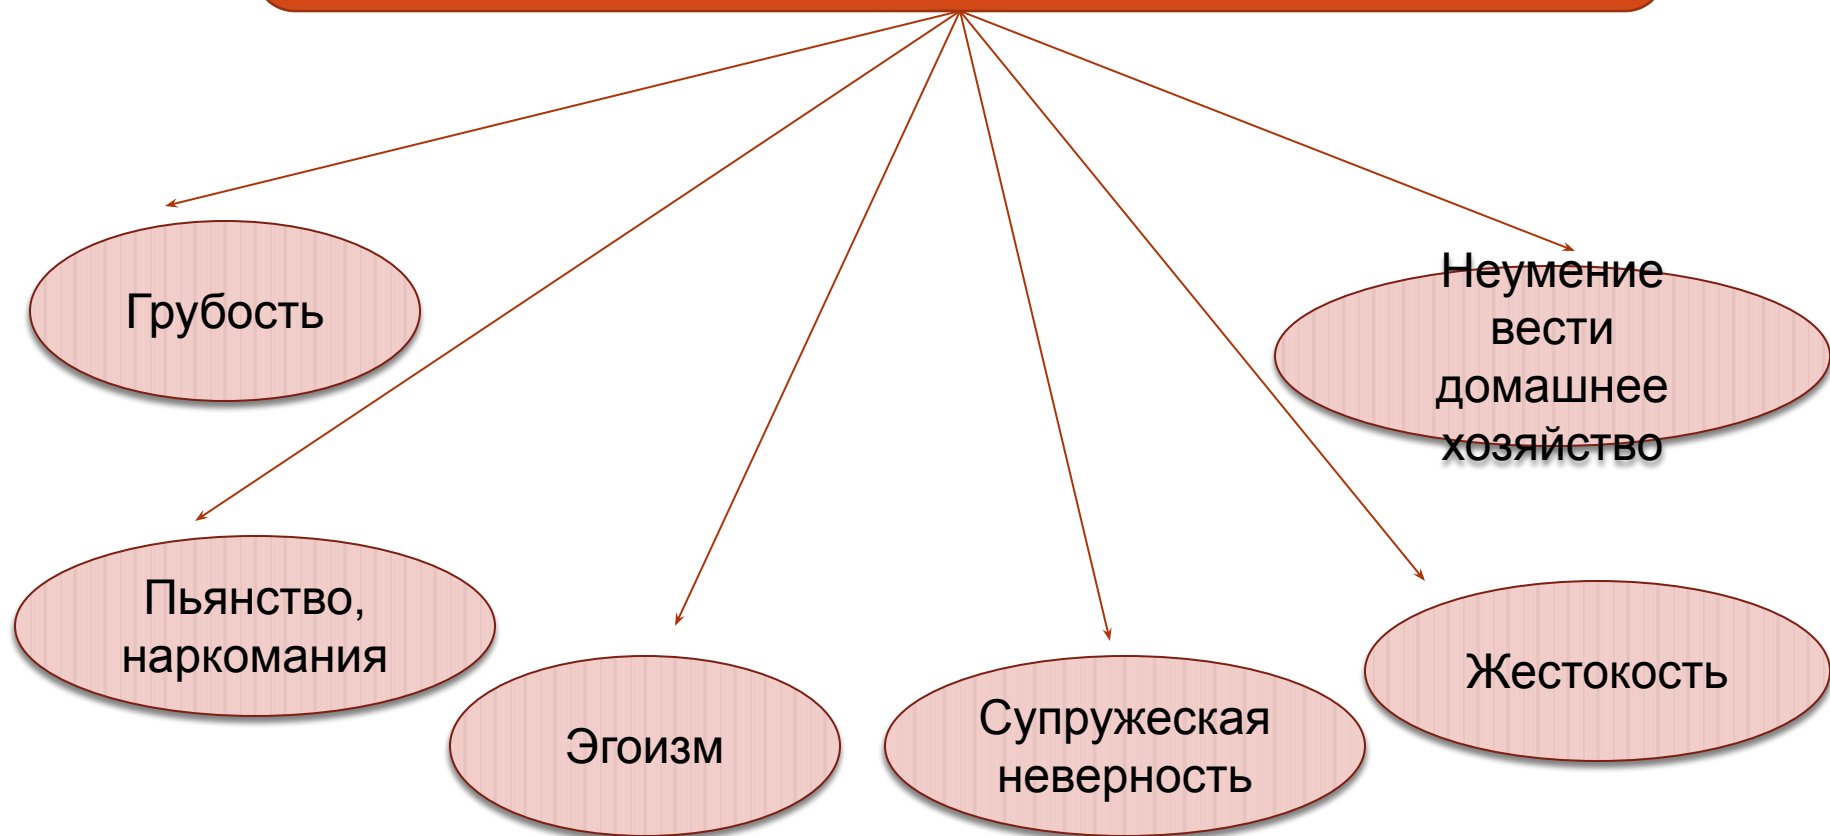 Грубость
Неумение
вести
домашнее
хозяйство
Пьянство,
наркомания
Эгоизм
Супружеская
неверность
Жестокость